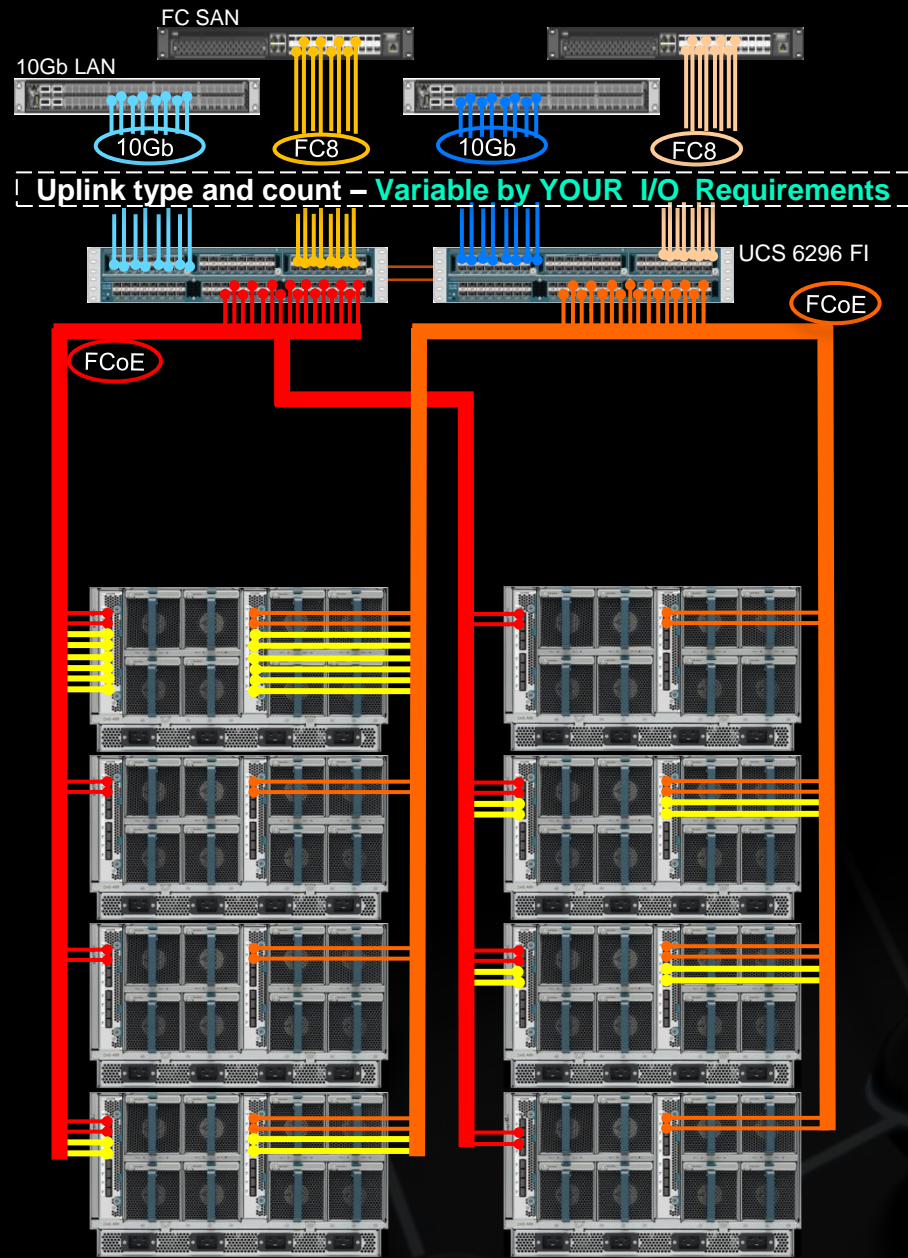 FC SAN
10Gb LAN
10Gb
FC8
10Gb
FC8
Uplink type and count – Variable by YOUR I/O Requirements
UCS 6296 FI
FCoE
FCoE